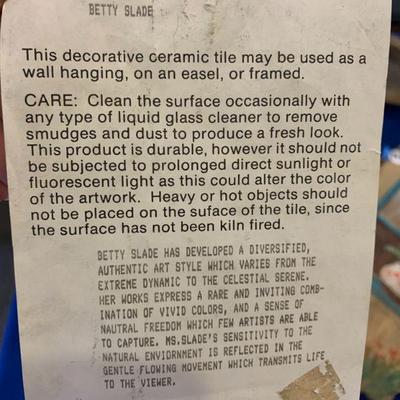 BETTY SLADE
This decorative ceramic tile may be used as a
wall hanging, on an easel, or framed.
CARE: Clean the surface occasionally with
any type of liquid glass cleaner to remove
smudges and dust to produce a fresh look.
This product is durable, however it should not
be subjected to prolonged direct sunlight or
fluorescent light as this could alter the color
of the artwork. Heavy or hot objects should
not be placed on the suface of the tile, since
the surface has not been kiln fired.
BETTY SLADE HAS DEVELOPED A DIVERSIFIED,
AUTHENTIC ART STYLE WHICH VARIES FROM THE
EXTREME DYNAMIC TO THE CELESTIAL SERENE.
HER WORKS EXPRESS A RARE AND INVITING COMB-
INATION OF VIVID COLORS, AND A SENSE OF
NAUTRAL FREEDOM WHICH FEW ARTISTS ARE ABLE
TO CAPTURE. MS.SLADE'S SENSITIVITY TO THE
NATURAL ENVIORNMENT IS REFLECTED IN THE
GENTLE FLOWING MOVEMENT WHICH TRANSMITS LIFE
TO THE VIEWER.